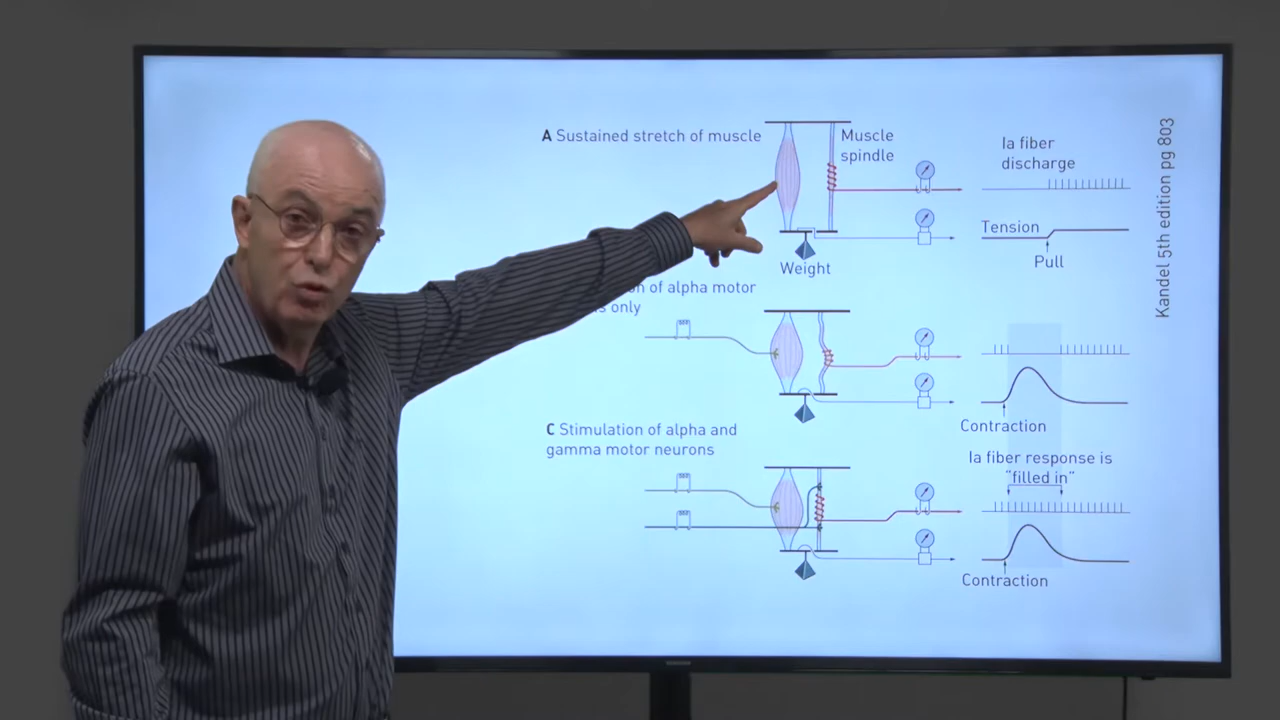 A Sustained stretch of muscle
Muscle
spindle
Ia fiber
discharge
Tension
Pull
Weight
of alpha motor
only
Contraction
C Stimulation of alpha and
gamma motor neurons
Ia fiber response is
"filled in"
Contraction
Kandel 5th edition pg 803